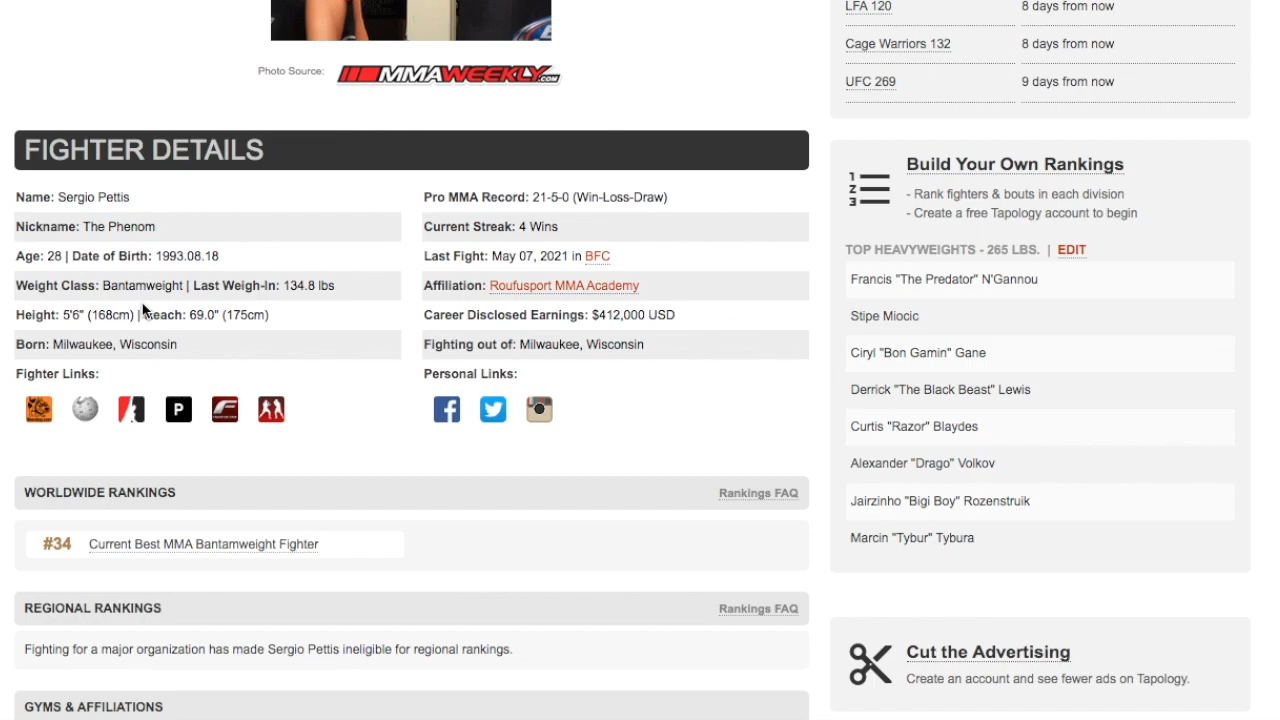 Photo Source:
MMAWEEKLY.COM
FIGHTER DETAILS
Name: Sergio Pettis
Nickname: The Phenom
Age: 28 | Date of Birth: 1993.08.18
Weight Class: Bantamweight | Last Weigh-In: 134.8 lbs
Height: 5'6" (168cm) | Reach: 69.0" (175cm)
Born: Milwaukee, Wisconsin
Fighter Links:
P
Pro MMA Record: 21-5-0 (Win-Loss-Draw)
Current Streak: 4 Wins
Last Fight: May 07, 2021 in BFC
Affiliation: Roufusport MMA Academy
Career Disclosed Earnings: $412,000 USD
Fighting out of: Milwaukee, Wisconsin
Personal Links:
WORLDWIDE RANKINGS
Rankings FAQ
#34 Current Best MMA Bantamweight Fighter
REGIONAL RANKINGS
Rankings FAQ
Fighting for a major organization has made Sergio Pettis ineligible for regional rankings.
GYMS & AFFILIATIONS
LFA 120 8 days from now
Cage Warriors 132 8 days from now
UFC 269 9 days from now
1
2
3
Build Your Own Rankings
- Rank fighters & bouts in each division
- Create a free Tapology account to begin
TOP HEAVYWEIGHTS - 265 LBS. | EDIT
Francis "The Predator" N'Gannou
Stipe Miocic
Ciryl "Bon Gamin" Gane
Derrick "The Black Beast" Lewis
Curtis "Razor" Blaydes
Alexander "Drago" Volkov
Jairzinho "Bigi Boy" Rozenstruik
Marcin "Tybur" Tybura
Cut the Advertising
Create an account and see fewer ads on Tapology.